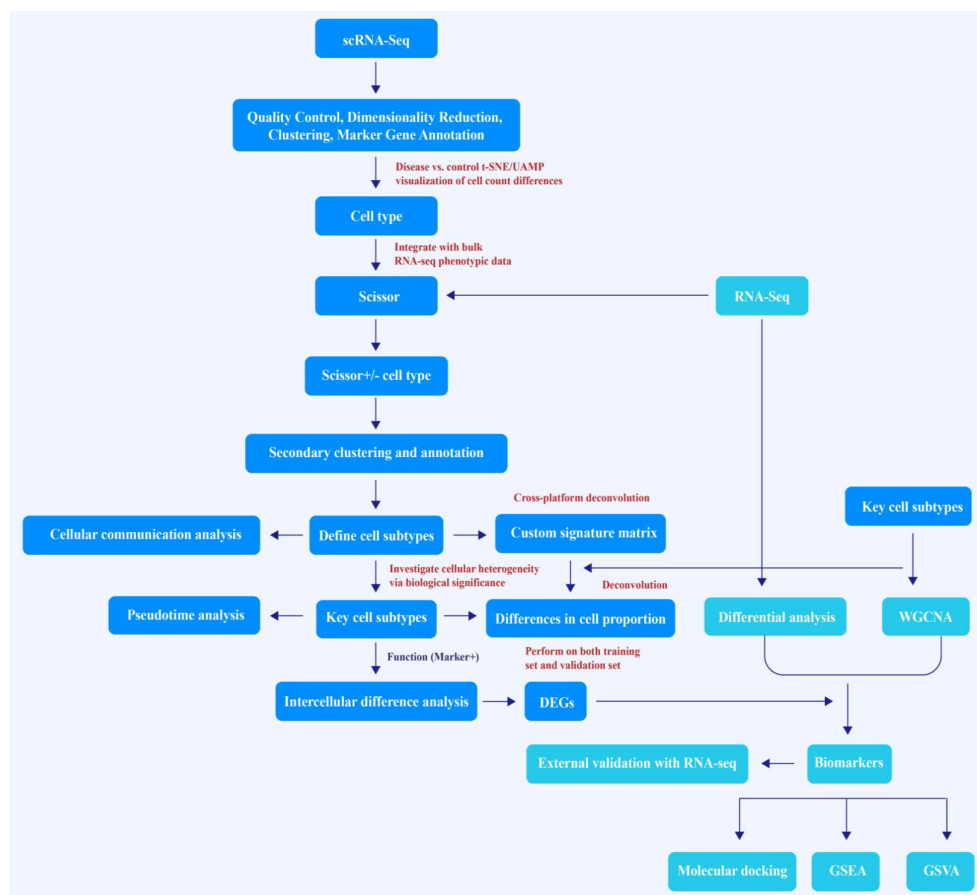 scRNA-Seq
Quality Control, Dimensionality Reduction,
Clustering, Marker Gene Annotation
Disease vs. control t-SNE/UAMP
visualization of cell count differences
Cell type
Integrate with bulk
RNA-seq phenotypic data
Scissor
RNA-Seq
Scissor+/- cell type
Secondary clustering and annotation
Cross-platform deconvolution
Key cell subtypes
Cellular communication analysis
Define cell subtypes
Custom signature matrix
Investigate cellular heterogeneity
via biological significance
Deconvolution
Pseudotime analysis
Key cell subtypes
Differences in cell proportion
Differential analysis
WGCNA
Function (Marker+)
Perform on both training
set and validation set
Intercellular difference analysis
DEGs
External validation with RNA-seq
Biomarkers
Molecular docking
GSEA
GSVA